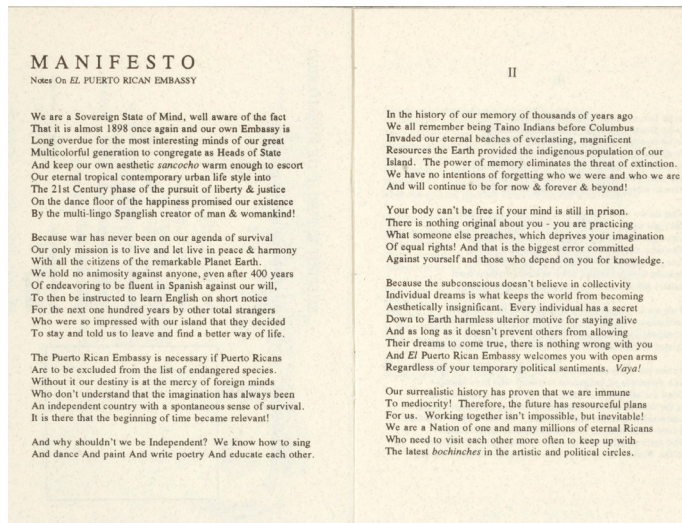 MANIFESTO
Notes On EL PUERTO RICAN EMBASSY
We are a Sovereign State of Mind, well aware of the fact
That it is almost 1898 once again and our own Embassy is
Long overdue for the most interesting minds of our great
Multicolorful generation to congregate as Heads of State
And keep our own aesthetic sancocho warm enough to escort
Our eternal tropical contemporary urban life style into
The 21st Century phase of the pursuit of liberty & justice
On the dance floor of the happiness promised our existence
By the multi-lingo Spanglish creator of man & womankind!
Because war has never been on our agenda of survival
Our only mission is to live and let live in peace & harmony
With all the citizens of the remarkable Planet Earth.
We hold no animosity against anyone, even after 400 years
Of endeavoring to be fluent in Spanish against our will,
To then be instructed to learn English on short notice
For the next one hundred years by other total strangers
Who were so impressed with our island that they decided
To stay and told us to leave and find a better way of life.
The Puerto Rican Embassy is necessary if Puerto Ricans
Are to be excluded from the list of endangered species.
Without it our destiny is at the mercy of foreign minds
Who don't understand that the imagination has always been
An independent country with a spontaneous sense of survival.
It is there that the beginning of time became relevant!
And why shouldn't we be Independent? We know how to sing
And dance And paint And write poetry And educate each other.
II
In the history of our memory of thousands of years ago
We all remember being Taino Indians before Columbus
Invaded our eternal beaches of everlasting, magnificent
Resources the Earth provided the indigenous population of our
Island. The power of memory eliminates the threat of extinction.
We have no intentions of forgetting who we were and who we are
And will continue to be for now & forever & beyond!
Your body can't be free if your mind is still in prison.
There is nothing original about you - you are practicing
What someone else preaches, which deprives your imagination
Of equal rights! And that is the biggest error committed
Against yourself and those who depend on you for knowledge.
Because the subconscious doesn't believe in collectivity
Individual dreams is what keeps the world from becoming
Aesthetically insignificant. Every individual has a secret
Down to Earth harmless ulterior motive for staying alive
And as long as it doesn't prevent others from allowing
Their dreams to come true, there is nothing wrong with you
And El Puerto Rican Embassy welcomes you with open arms
Regardless of your temporary political sentiments. Vaya!
Our surrealistic history has proven that we are immune
To mediocrity! Therefore, the future has resourceful plans
For us. Working together isn't impossible, but inevitable!
We are a Nation of one and many millions of eternal Ricans
Who need to visit each other more often to keep up with
The latest bochinches in the artistic and political circles.